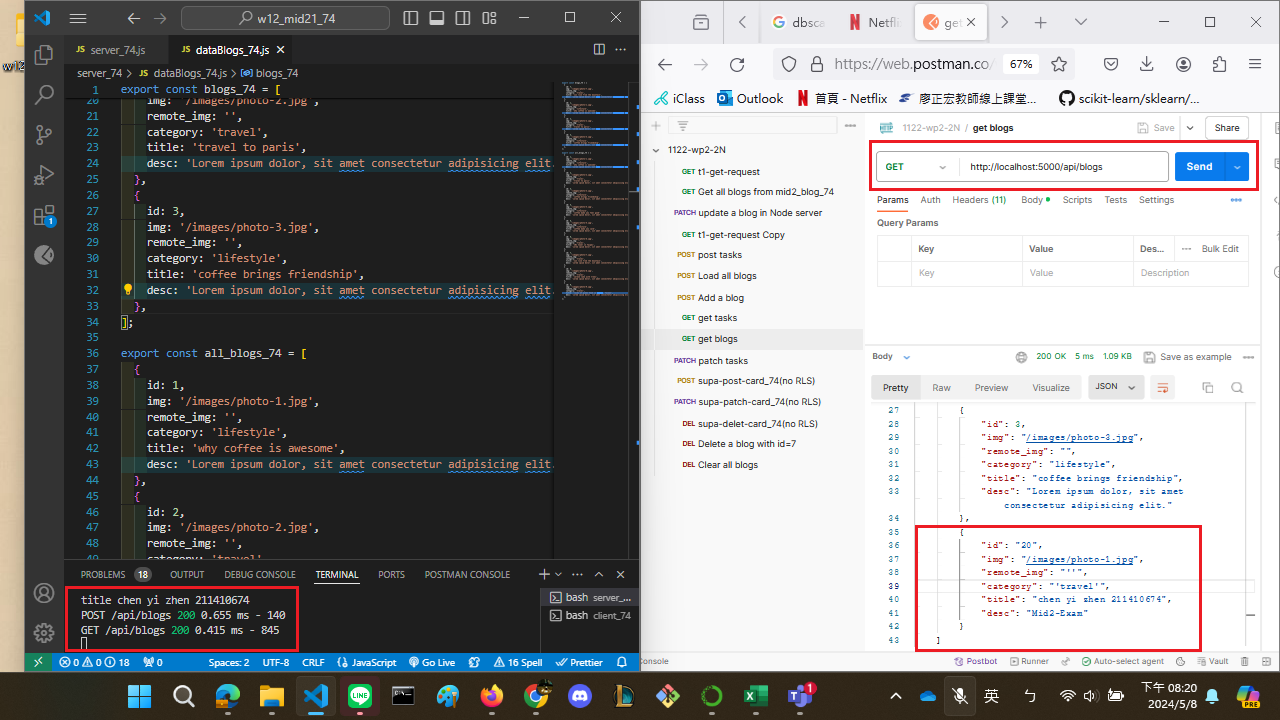 w12_mid21_74
server_74.js
dataBlogs_74.js
server_74 > JS dataBlogs_74.js > blogs_74
1 export const blogs_74 = [
20 img: '/images/photo-2.jpg',
21 remote_img: '',
22 category: 'travel',
23 title: 'travel to paris',
24 desc: 'Lorem ipsum dolor, sit amet consectetur adipisicing elit.
25 },
26 {
27 id: 3,
28 img: '/images/photo-3.jpg',
29 remote_img: '',
30 category: 'lifestyle',
31 title: 'coffee brings friendship',
32 desc: 'Lorem ipsum dolor, sit amet consectetur adipisicing elit.
33 },
34 ];
35
36 export const all_blogs_74 = [
37 {
38 id: 1,
39 img: '/images/photo-1.jpg',
40 remote_img: '',
41 category: 'lifestyle',
42 title: 'why coffee is awesome',
43 desc: 'Lorem ipsum dolor, sit amet consectetur adipisicing elit.
44 },
45 {
46 id: 2,
47 img: '/images/photo-2.jpg',
48 remote_img: '',
49 category: 'travel'
PROBLEMS 18 OUTPUT DEBUG CONSOLE TERMINAL PORTS POSTMAN CONSOLE
title chen yi zhen 211410674
POST /api/blogs 200 0.655 ms - 140
GET /api/blogs 200 0.415 ms - 845
bash server_...
bash client_74
0 0 18 0 Spaces: 2 UTF-8 CRLF JavaScript Go Live 16 Spell Prettier
dbsca
Netfli
get
https://web.postman.co/ 67%
iClass Outlook 首頁 - Netflix 廖正宏教師線上課堂... scikit-learn/sklearn/...
1122-wp2-2N
GET t1-get-request
GET Get all blogs from mid2_blog_74
PATCH update a blog in Node server
GET t1-get-request Copy
POST post tasks
POST Load all blogs
POST Add a blog
GET get tasks
GET get blogs
PATCH patch tasks
POST supa-post-card_74(no RLS)
PATCH supa-patch-card_74(no RLS)
DEL supa-delet-card_74(no RLS)
DEL Delete a blog with id=7
DEL Clear all blogs
HTTP 1122-wp2-2N / get blogs Save Share
GET http://localhost:5000/api/blogs Send
Params Auth Headers (11) Body Scripts Tests Settings
Query Params
Key Value Des... Bulk Edit
Key Value Description
Body 200 OK 5 ms 1.09 KB Save as example
Pretty Raw Preview Visualize JSON
27 {
28 "id": 3,
29 "img": "/images/photo-3.jpg",
30 "remote_img": "",
31 "category": "lifestyle",
32 "title": "coffee brings friendship",
33 "desc": "Lorem ipsum dolor, sit amet
consectetur adipisicing elit."
34 },
35 {
36 "id": "20",
37 "img": "/images/photo-1.jpg",
38 "remote_img": "''",
39 "category": "'travel'",
40 "title": "chen yi zhen 211410674",
41 "desc": "Mid2-Exam"
42 }
43 ]
Console Postbot Runner Auto-select agent Vault
英 ㄅ 下午 08:20
2024/5/8
PRE